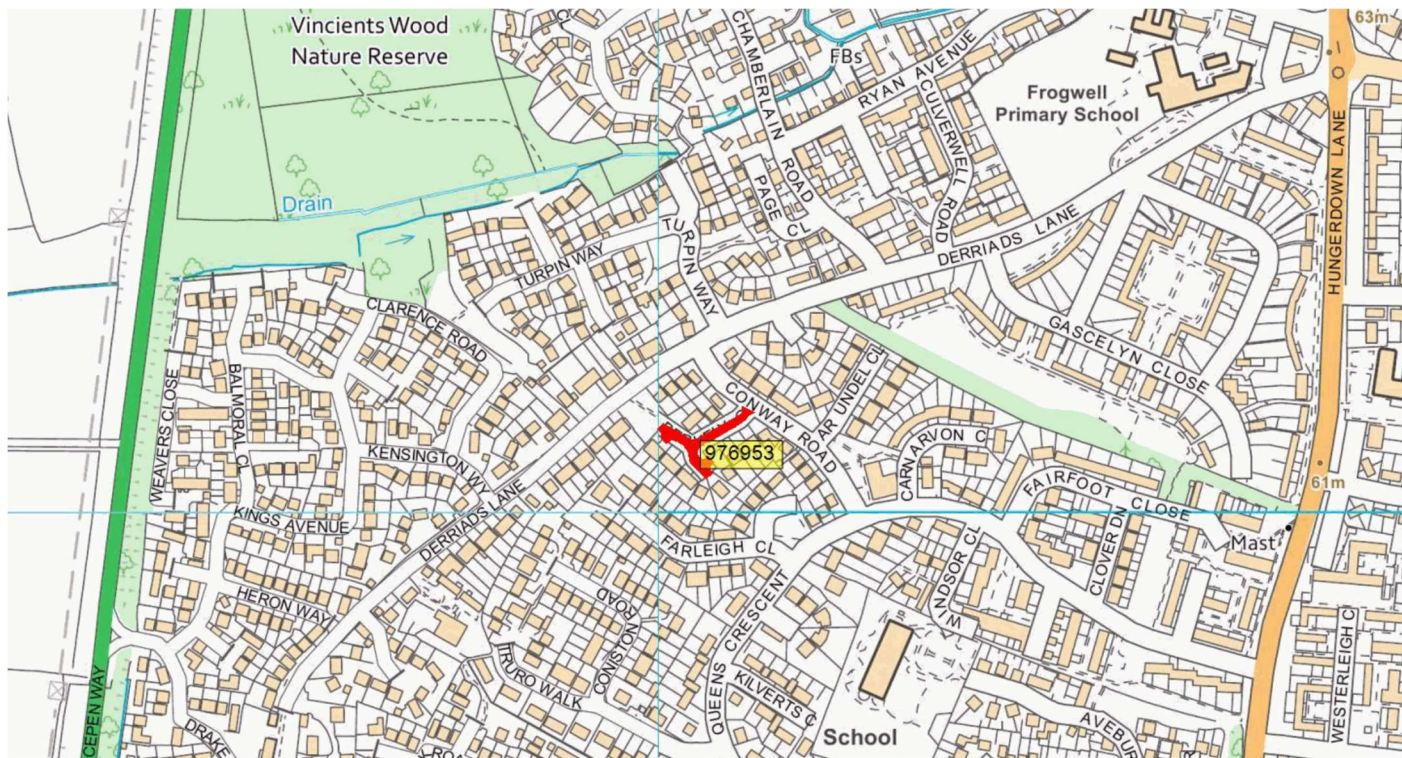 Vincients Wood
Nature Reserve
CL
CHAMBERLAIN ROAD
FBs
RYAN AVENUE
CULVERWELL ROAD
Frogwell
Primary School
63m
HUNGERDOWN LANE
PAGE CL
Drain
TURPIN WAY
TURPIN WAY
DERRIADS LANE
CLARENCE ROAD
GASCELYN CLOSE
WEAVERS CLOSE
BALMORAL CL
CONWAY ROAD
ARUNDEL CL
976953
CARNARVON C
KENSINGTON WY
KINGS AVENUE
DERRIADS LANE
FAIRFOOT CLOSE
61m
FARLEIGH CL
WINDSOR CL
CLOVER DN
Mast
HERON WAY
CONISTON ROAD
QUEENS CRESCENT
TRURO WALK
KILVERTS C
WESTERLEIGH C
CEPEN WAY
DRAKE
ROA
School
AVEBUR